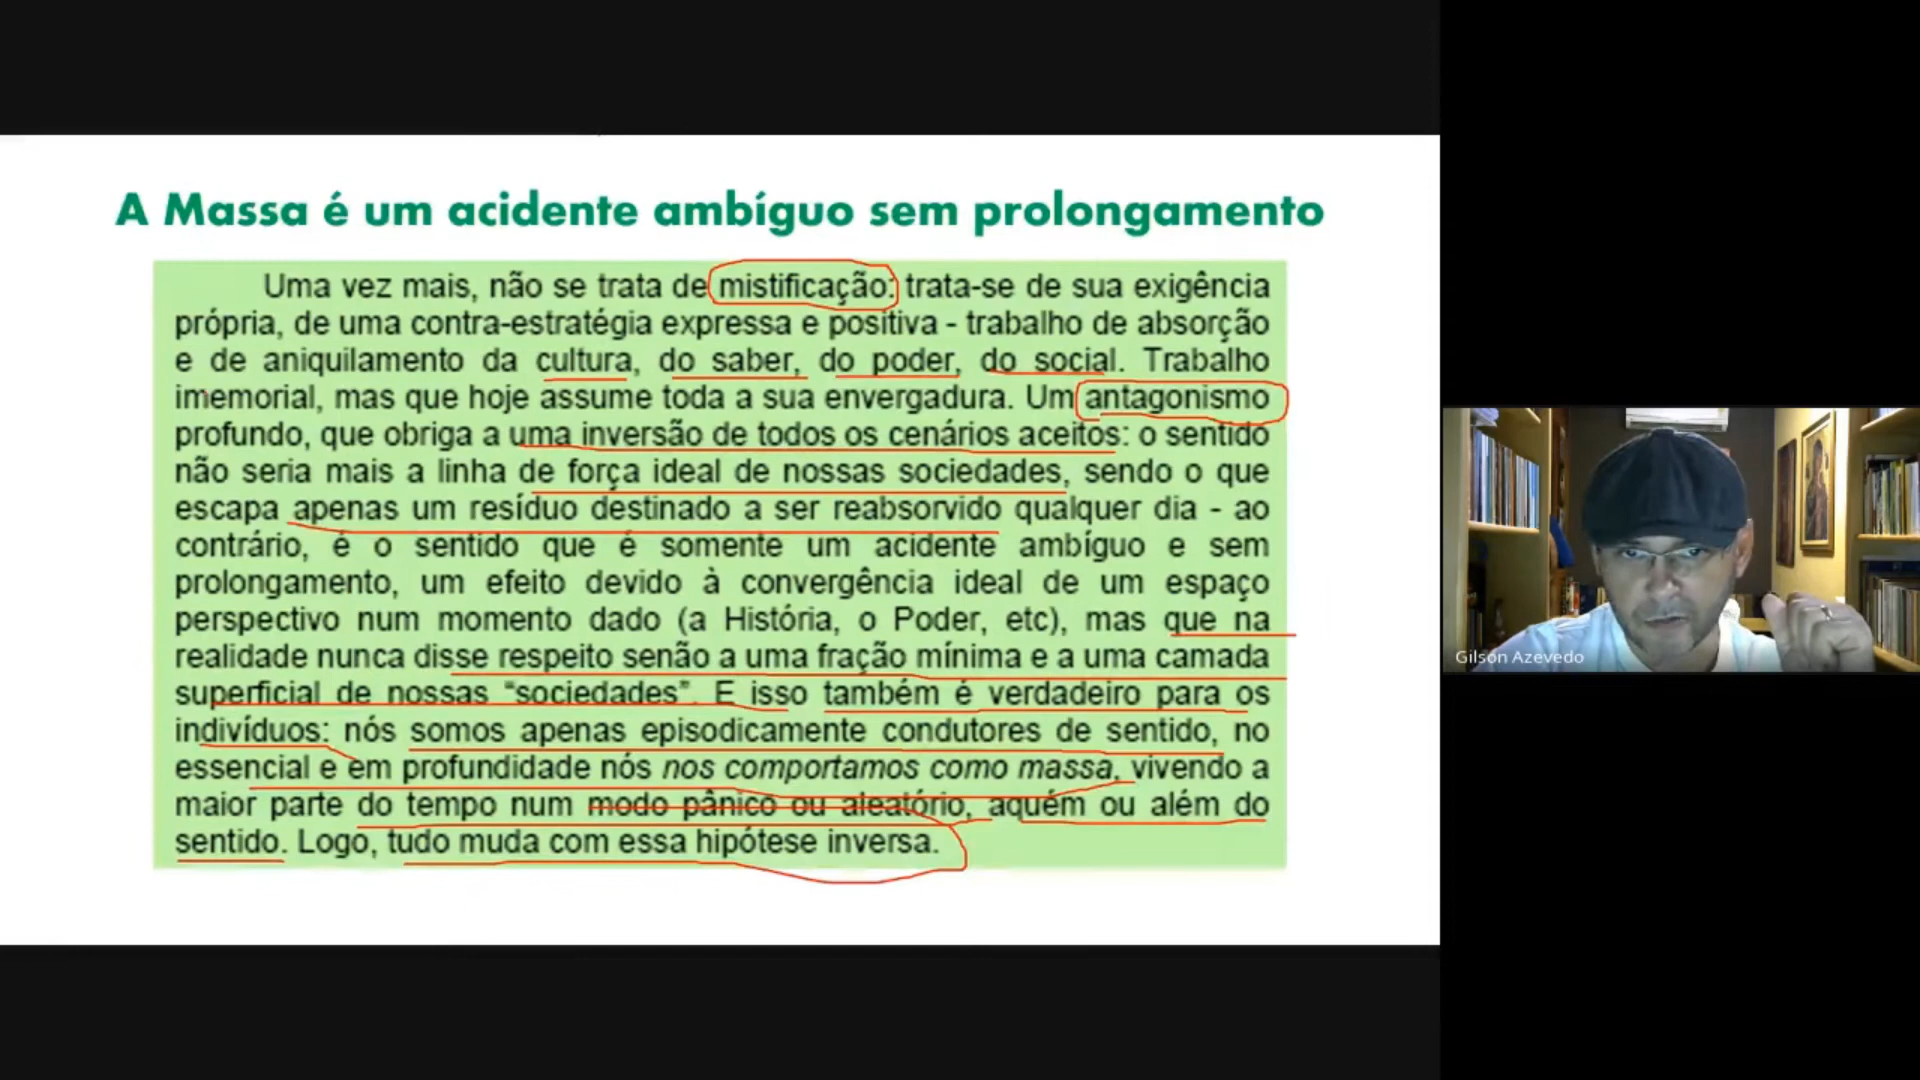 A Massa é um acidente ambíguo sem prolongamento
Uma vez mais, não se trata de mistificação: trata-se de sua exigência
própria, de uma contra-estratégia expressa e positiva - trabalho de absorção
e de aniquilamento da cultura, do saber, do poder, do social. Trabalho
imemorial, mas que hoje assume toda a sua envergadura. Um antagonismo
profundo, que obriga a uma inversão de todos os cenários aceitos: o sentido
não seria mais a linha de força ideal de nossas sociedades, sendo o que
escapa apenas um resíduo destinado a ser reabsorvido qualquer dia - ao
contrário, é o sentido que é somente um acidente ambíguo e sem
prolongamento, um efeito devido à convergência ideal de um espaço
perspectivo num momento dado (a História, o Poder, etc), mas que na
realidade nunca disse respeito senão a uma fração mínima e a uma camada
superficial de nossas “sociedades”. E isso também é verdadeiro para os
indivíduos: nós somos apenas episodicamente condutores de sentido, no
essencial e em profundidade nós nos comportamos como massa, vivendo a
maior parte do tempo num modo pânico ou aleatório, aquém ou além do
sentido. Logo, tudo muda com essa hipótese inversa.
Gilson Azevedo